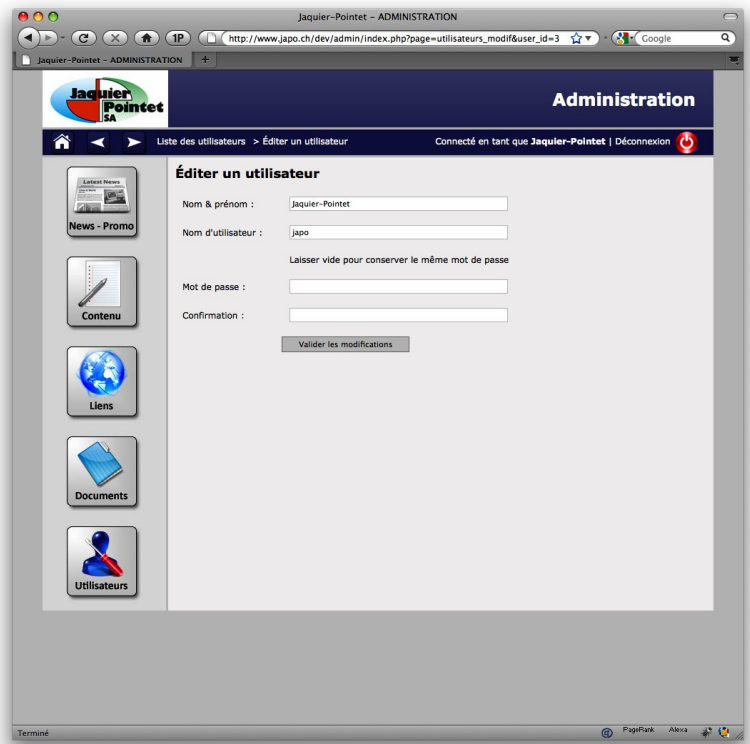 Jaquier-Pointet – ADMINISTRATION
1P
http://www.japo.ch/dev/admin/index.php?page=utilisateurs_modif&user_id=3
Google
Jaquier-Pointet – ADMINISTRATION
+
Jaquier
Pointet
SA
Administration
Liste des utilisateurs > Éditer un utilisateur
Connecté en tant que Jaquier-Pointet | Déconnexion
Éditer un utilisateur
Nom & prénom : Jaquier-Pointet
Nom d'utilisateur : japo
Laisser vide pour conserver le même mot de passe
Mot de passe :
Confirmation :
Valider les modifications
Latest News
News - Promo
Contenu
Liens
Documents
Utilisateurs
Terminé
PageRank
Alexa